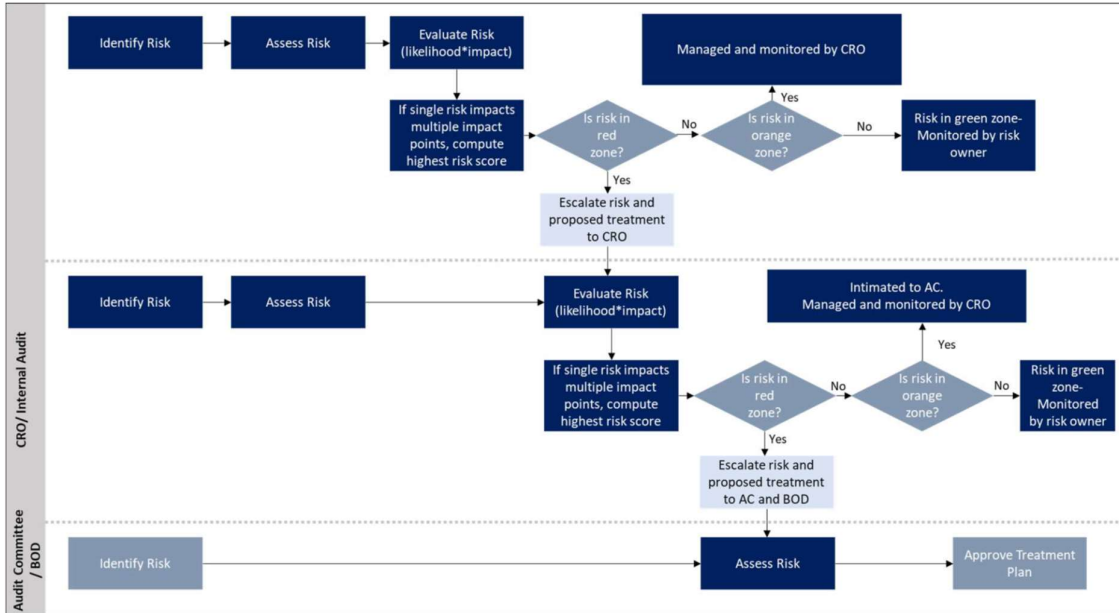 Identify Risk
Assess Risk
Evaluate Risk
(likelihood*impact)
Managed and monitored by CRO
If single risk impacts
multiple impact
points, compute
highest risk score
Is risk in
red
zone?
No
Is risk in
orange
zone?
Yes
No
Risk in green zone-
Monitored by risk
owner
Yes
Escalate risk and
proposed treatment
to CRO
CRO/ Internal Audit
Identify Risk
Assess Risk
Evaluate Risk
(likelihood*impact)
Intimated to AC.
Managed and monitored by CRO
If single risk impacts
multiple impact
points, compute
highest risk score
Is risk in
red
zone?
No
Is risk in
orange
zone?
Yes
No
Risk in green
zone-
Monitored
by risk owner
Yes
Escalate risk and
proposed treatment
to AC and BOD
Audit Committee
/ BOD
Identify Risk
Assess Risk
Approve Treatment
Plan